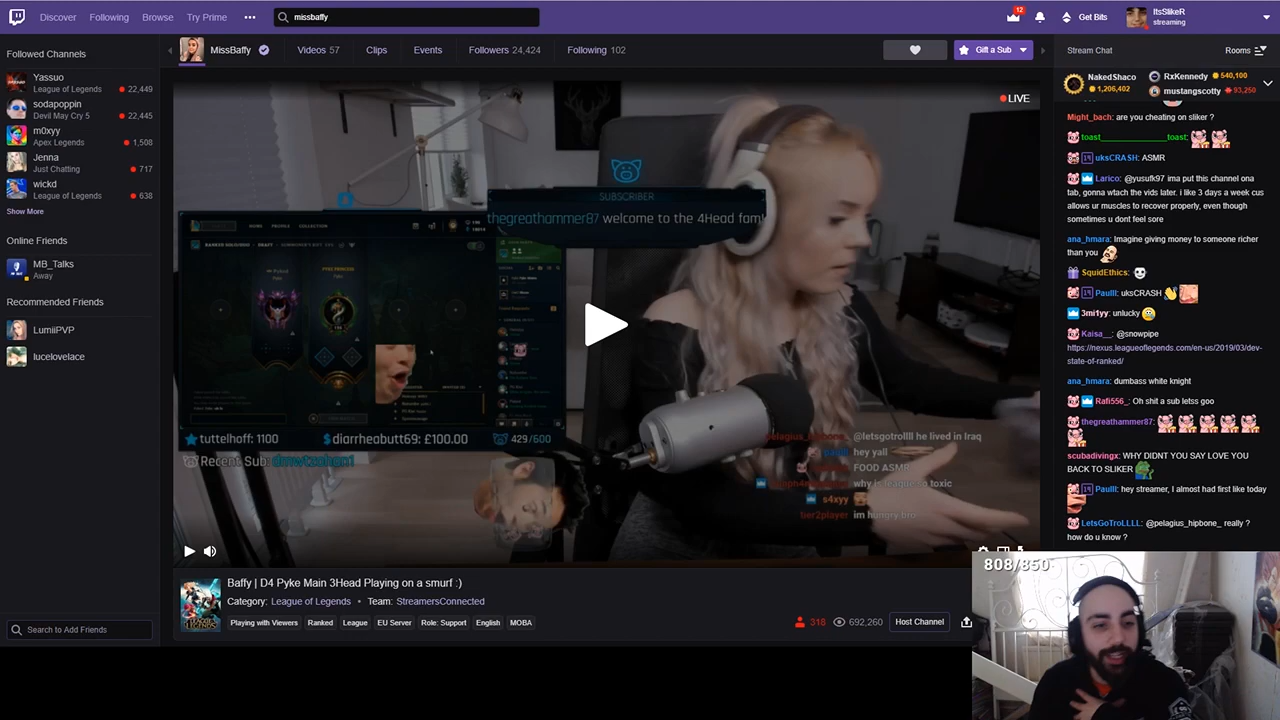 Discover Following Browse Try Prime ••• missbaffy 12 Get Bits ItsSlikeR
streaming
Followed Channels
Yassuo
League of Legends 22,449
sodapoppin
Devil May Cry 5 22,445
m0xyy
Apex Legends 1,508
Jenna
Just Chatting 717
wickd
League of Legends 638
Show More
Online Friends
MB_Talks
Away
Recommended Friends
LumiiPVP
lucelovelace
Search to Add Friends
MissBaffy Videos 57 Clips Events Followers 24,424 Following 102 Gift a Sub
LIVE
SUBSCRIBER
thegreathammer87 welcome to the 4Head fam!
tuttelhoff: 1100 $ diarrheabutt69: £100.00 429/600
Recent Sub:
@letsgotrollll he lived in Iraq
paulll: hey yall
FOOD ASMR
why is league so toxic
s4xyy
tier2player im hungry bro
Baffy | D4 Pyke Main 3Head Playing on a smurf :)
Category: League of Legends • Team: StreamersConnected
Playing with Viewers Ranked League EU Server Role: Support English MOBA
318 692,260 Host Channel
Stream Chat Rooms
NakedShaco
1,206,402
RxKennedy 540,100
mustangscotty 93,250
Might_bach: are you cheating on sliker ?
toast______________toast:
uksCRASH: ASMR
Larico: @yusufk97 ima put this channel ona
tab, gonna wtach the vids later. i like 3 days a week cus
allows ur muscles to recover properly, even though
sometimes u dont feel sore
ana_hmara: Imagine giving money to someone richer
than you
SquidEthics:
Paulll: uksCRASH
3mi1yy: unlucky
Kaisa__: @snowpipe
https://nexus.leagueoflegends.com/en-us/2019/03/dev-
state-of-ranked/
ana_hmara: dumbass white knight
Rafi556_: Oh shit a sub letss goo
thegreathammer87:
scubadivingx: WHY DIDNT YOU SAY LOVE YOU
BACK TO SLIKER
Paulll: hey streamer, I almost had first like today
LetsGoTroLLLL: @pelagius_hipbone_ really ?
how do u know ?
808/850